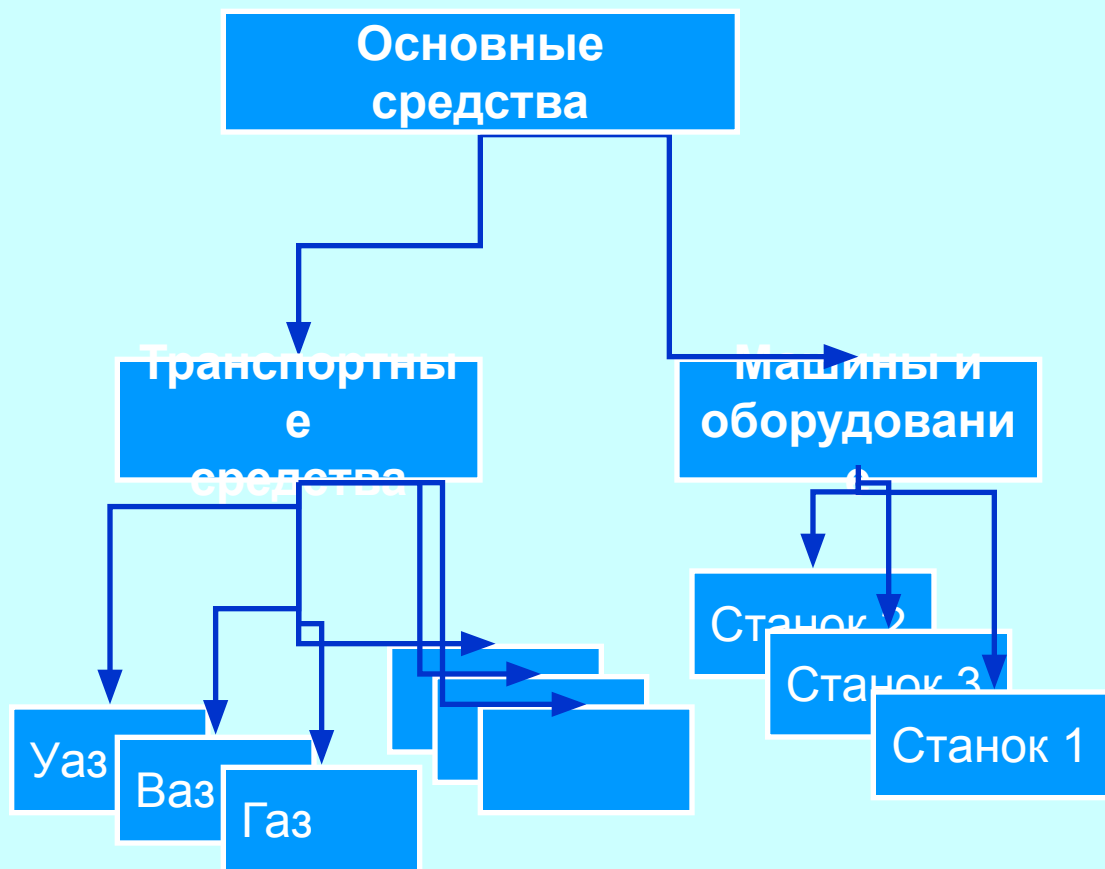 Основные
средства
Транспортны
е
средства
Машины и
оборудовани
е
Станок 2
Станок 3
Станок 1
Уаз
Ваз
Газ